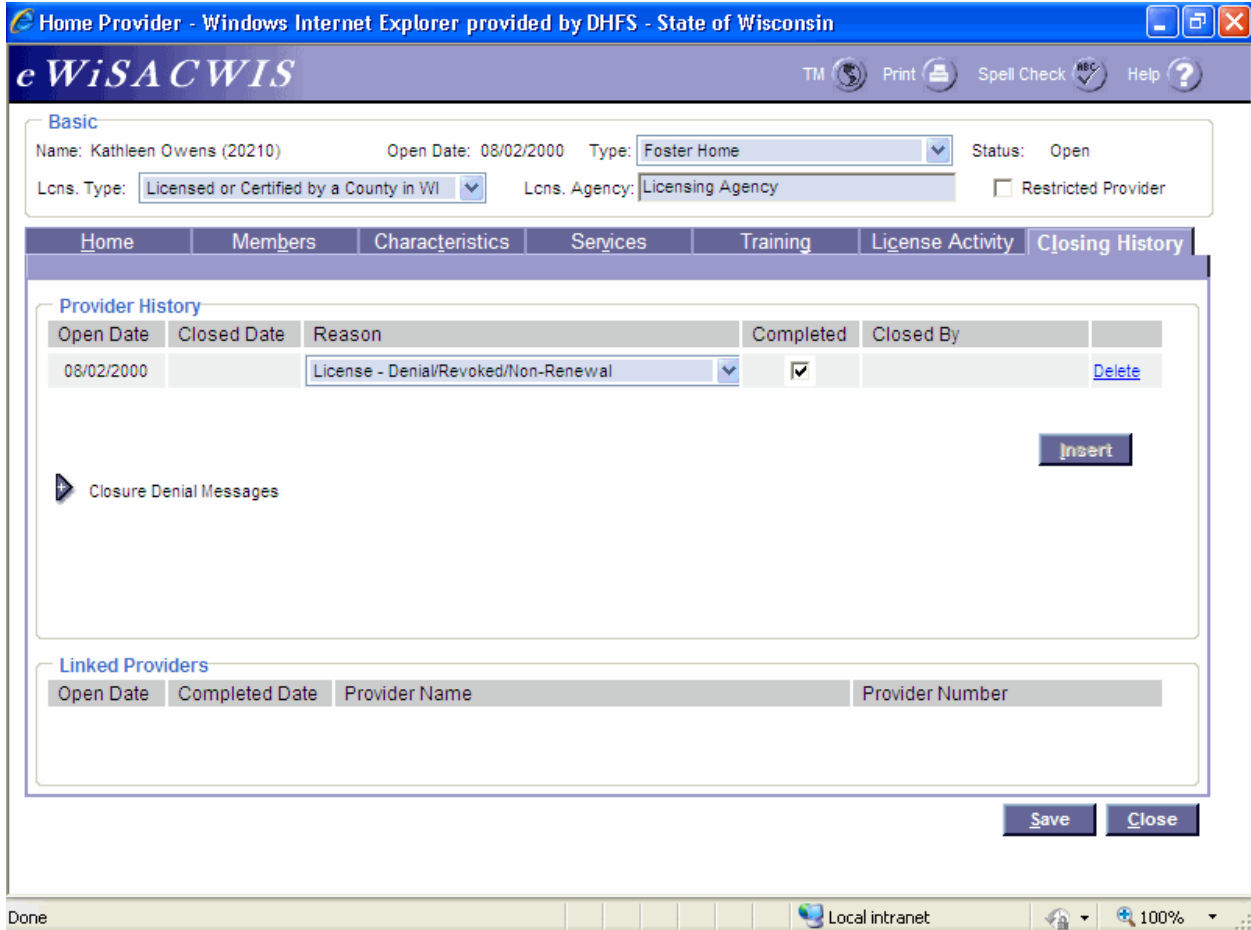 Home Provider - Windows Internet Explorer provided by DHFS - State of Wisconsin
e WiSACWIS TM Print ABC Spell Check Help ?
Basic
Name: Kathleen Owens (20210) Open Date: 08/02/2000 Type: Foster Home Status: Open
Lcns. Type: Licensed or Certified by a County in WI Lcns. Agency: Licensing Agency Restricted Provider
Home Members Characteristics Services Training License Activity Closing History
Provider History
Open Date Closed Date Reason Completed Closed By
08/02/2000 License - Denial/Revoked/Non-Renewal Delete
Insert
Closure Denial Messages
Linked Providers
Open Date Completed Date Provider Name Provider Number
Save Close
Done Local intranet 100%